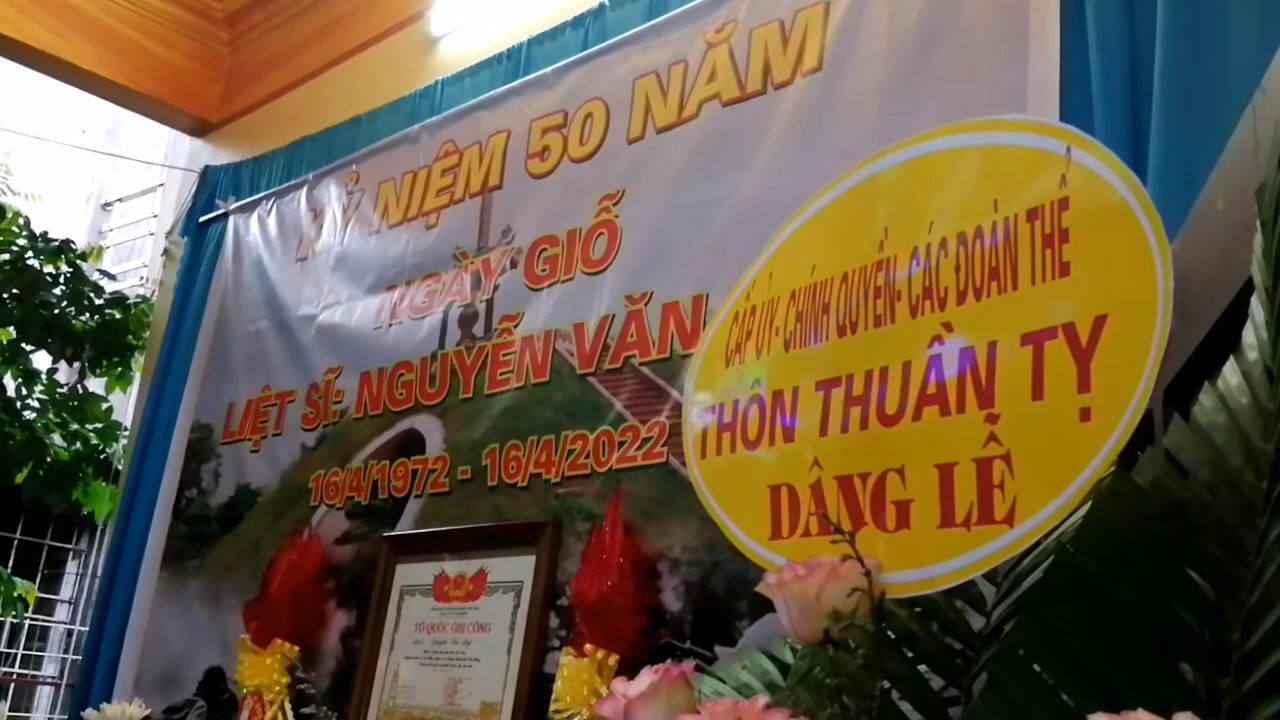 KỶ NIỆM 50 NĂM
NGÀY GIỖ
LIỆT SĨ: NGUYỄN VĂN
16/4/1972 - 16/4/2022
CẤP ỦY- CHÍNH QUYỀN- CÁC ĐOÀN THỂ
THÔN THUẦN TỴ
DÂNG LỄ
TỔ QUỐC GHI CÔNG